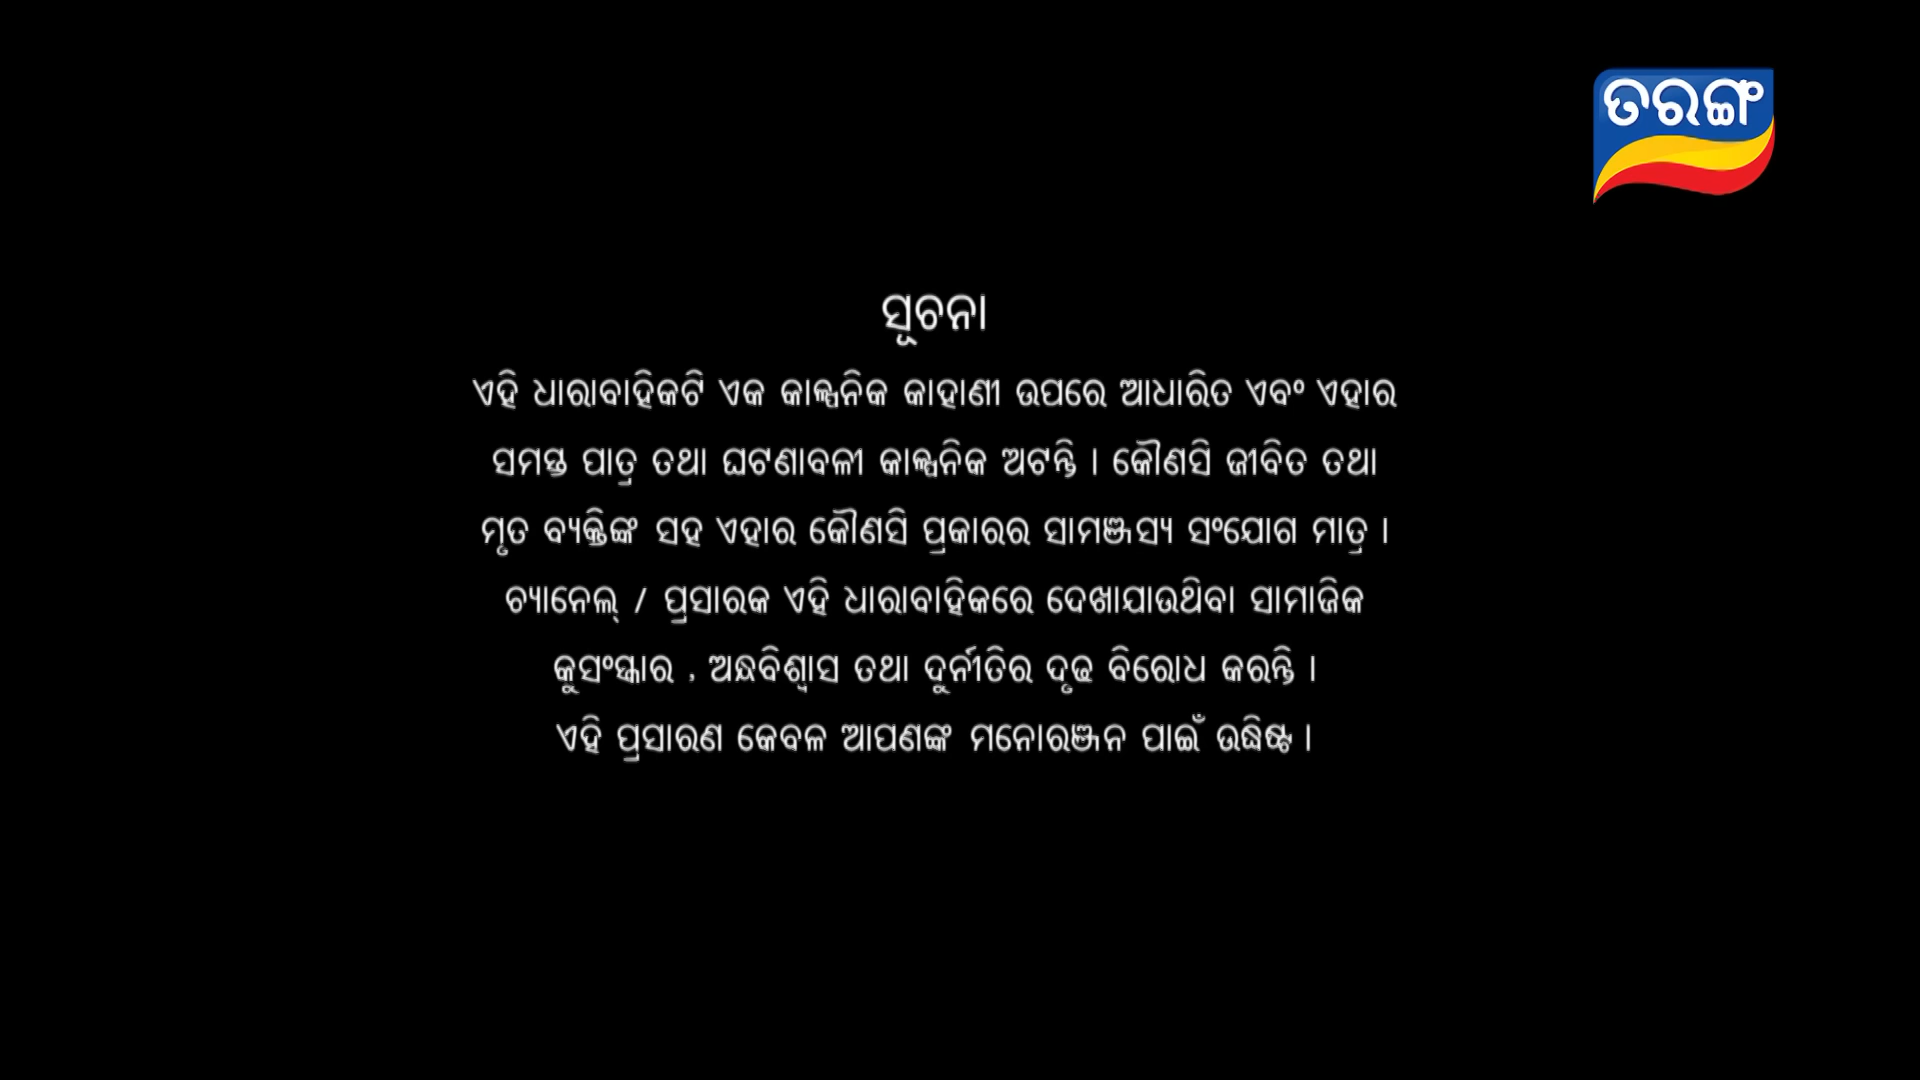 ତରଙ୍ଗ
ସୂଚନା
ଏହି ଧାରାବାହିକଟି ଏକ କାଳ୍ପନିକ କାହାଣୀ ଉପରେ ଆଧାରିତ ଏବଂ ଏହାର
ସମସ୍ତ ପାତ୍ର ତଥା ଘଟଣାବଳୀ କାଳ୍ପନିକ ଅଟନ୍ତି । କୌଣସି ଜୀବିତ ତଥା
ମୃତ ବ୍ୟକ୍ତିଙ୍କ ସହ ଏହାର କୌଣସି ପ୍ରକାରର ସାମଞ୍ଜସ୍ୟ ସଂଯୋଗ ମାତ୍ର ।
ଚ୍ୟାନେଲ୍ / ପ୍ରସାରକ ଏହି ଧାରାବାହିକରେ ଦେଖାଯାଉଥିବା ସାମାଜିକ
କୁସଂସ୍କାର , ଅନ୍ଧବିଶ୍ୱାସ ତଥା ଦୁର୍ନୀତିର ଦୃଢ ବିରୋଧ କରନ୍ତି ।
ଏହି ପ୍ରସାରଣ କେବଳ ଆପଣଙ୍କ ମନୋରଞ୍ଜନ ପାଇଁ ଉଦ୍ଧିଷ୍ଟ ।